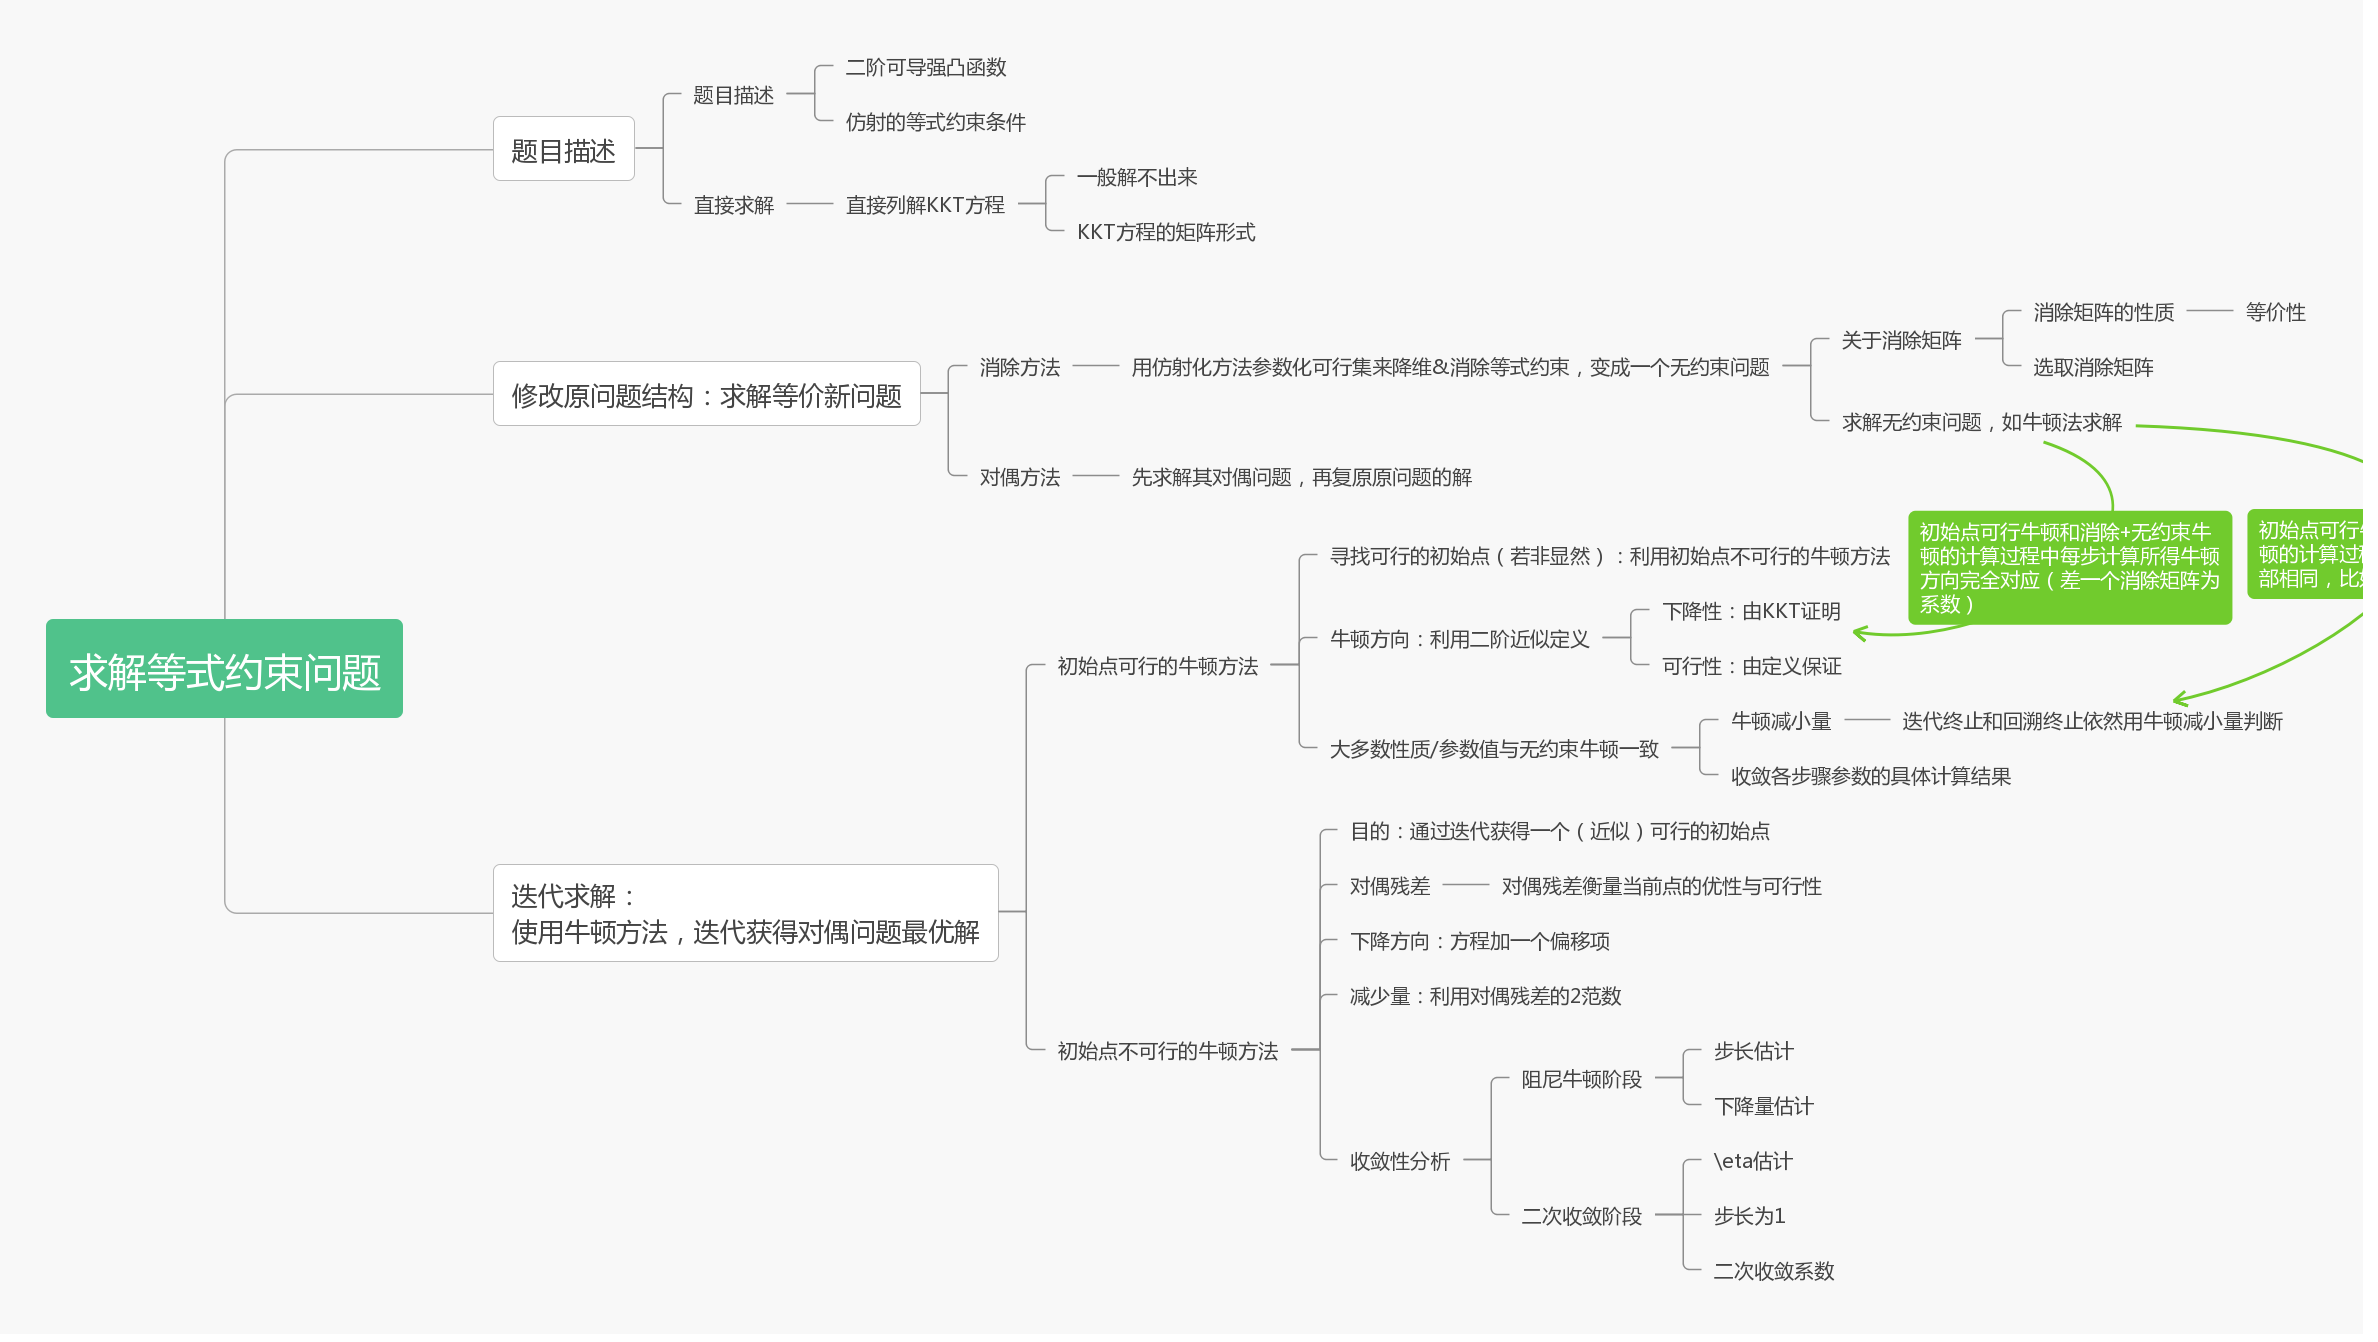 求解等式约束问题
题目描述
题目描述
二阶可导强凸函数
仿射的等式约束条件
直接求解
直接列解KKT方程
一般解不出来
KKT方程的矩阵形式
修改原问题结构：求解等价新问题
消除方法
用仿射化方法参数化可行集来降维&消除等式约束，变成一个无约束问题
关于消除矩阵
消除矩阵的性质
等价性
选取消除矩阵
求解无约束问题，如牛顿法求解
对偶方法
先求解其对偶问题，再复原原问题的解
初始点可行牛顿和消除+无约束牛
顿的计算过程中每步计算所得牛顿
方向完全对应（差一个消除矩阵为
系数）
初始点可行
顿的计算过
部相同，比
迭代求解：
使用牛顿方法，迭代获得对偶问题最优解
初始点可行的牛顿方法
寻找可行的初始点（若非显然）：利用初始点不可行的牛顿方法
牛顿方向：利用二阶近似定义
下降性：由KKT证明
可行性：由定义保证
大多数性质/参数值与无约束牛顿一致
牛顿减小量
迭代终止和回溯终止依然用牛顿减小量判断
收敛各步骤参数的具体计算结果
初始点不可行的牛顿方法
目的：通过迭代获得一个（近似）可行的初始点
对偶残差
对偶残差衡量当前点的优性与可行性
下降方向：方程加一个偏移项
减少量：利用对偶残差的2范数
收敛性分析
阻尼牛顿阶段
步长估计
下降量估计
二次收敛阶段
\eta估计
步长为1
二次收敛系数